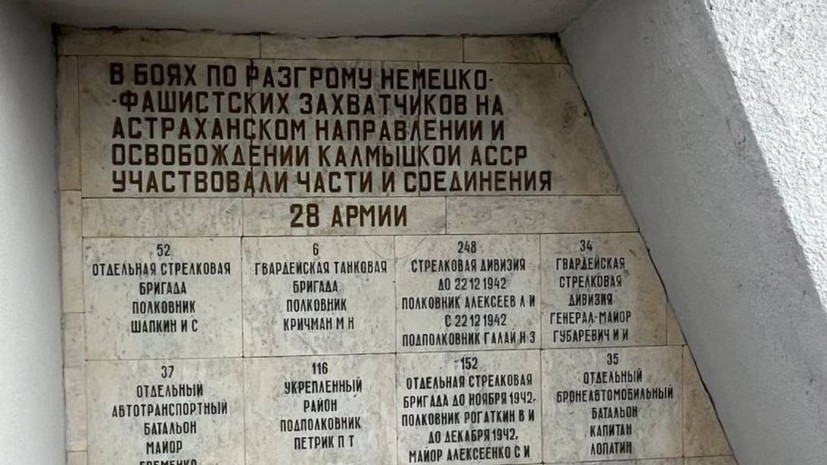 В БОЯХ ПО РАЗГРОМУ НЕМЕЦКО-
-ФАШИСТСКИХ ЗАХВАТЧИКОВ НА
АСТРАХАНСКОМ НАПРАВЛЕНИИ И
ОСВОБОЖДЕНИИ КАЛМЫЦКОЙ АССР
УЧАСТВОВАЛИ ЧАСТИ И СОЕДИНЕНИЯ
28 АРМИИ
52
ОТДЕЛЬНАЯ СТРЕЛКОВАЯ
БРИГАДА
ПОЛКОВНИК
ШАПКИН И С
6
ГВАРДЕЙСКАЯ ТАНКОВАЯ
БРИГАДА
ПОЛКОВНИК
КРИЧМАН М Н
248
СТРЕЛКОВАЯ ДИВИЗИЯ
ДО 22 12 1942
ПОЛКОВНИК АЛЕКСЕЕВ Л И
С 22 12 1942
ПОДПОЛКОВНИК ГАЛАЙ Н З
34
ГВАРДЕЙСКАЯ
СТРЕЛКОВАЯ
ДИВИЗИЯ
ГЕНЕРАЛ-МАЙОР
ГУБАРЕВИЧ И И
37
ОТДЕЛЬНЫЙ
АВТОТРАНСПОРТНЫЙ
БАТАЛЬОН
МАЙОР
ЕРЕМЕНКО
116
УКРЕПЛЕННЫЙ
РАЙОН
ПОДПОЛКОВНИК
ПЕТРИК П Т
152
ОТДЕЛЬНАЯ СТРЕЛКОВАЯ
БРИГАДА ДО НОЯБРЯ 1942,
ПОЛКОВНИК РОГАТКИН В И
ДО ДЕКАБРЯ 1942,
МАЙОР АЛЕКСЕЕНКО С И
35
ОТДЕЛЬНЫЙ
БРОНЕАВТОМОБИЛЬНЫЙ
БАТАЛЬОН
КАПИТАН
ЛОПАТИН